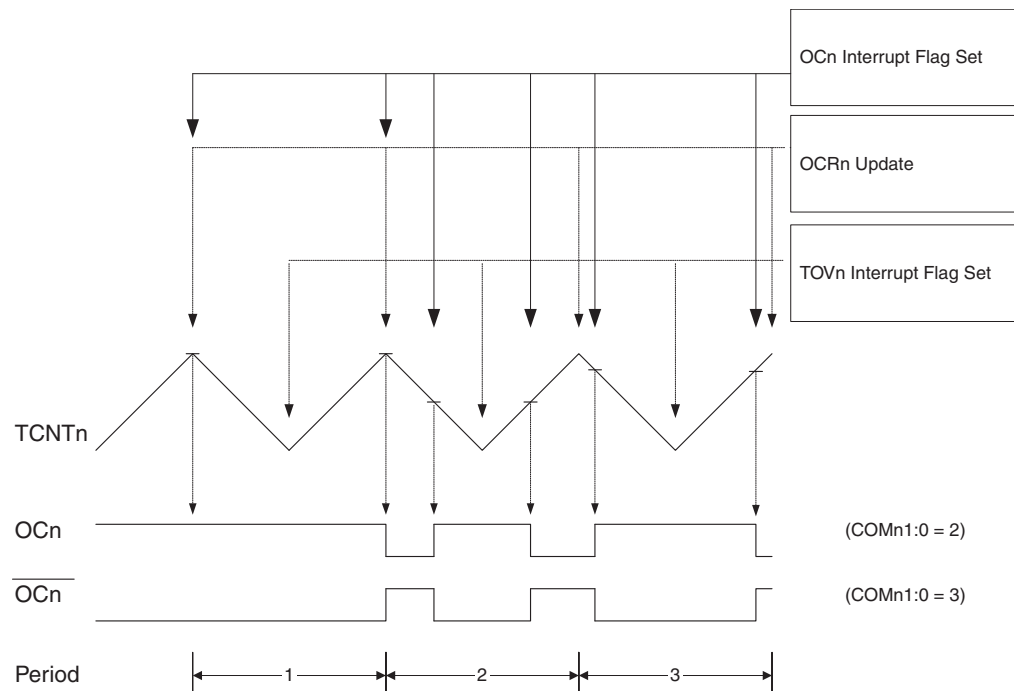 OCn Interrupt Flag Set
OCRn Update
TOVn Interrupt Flag Set
TCNTn
OCn (COMn1:0 = 2)
OCn (COMn1:0 = 3)
Period 1 2 3